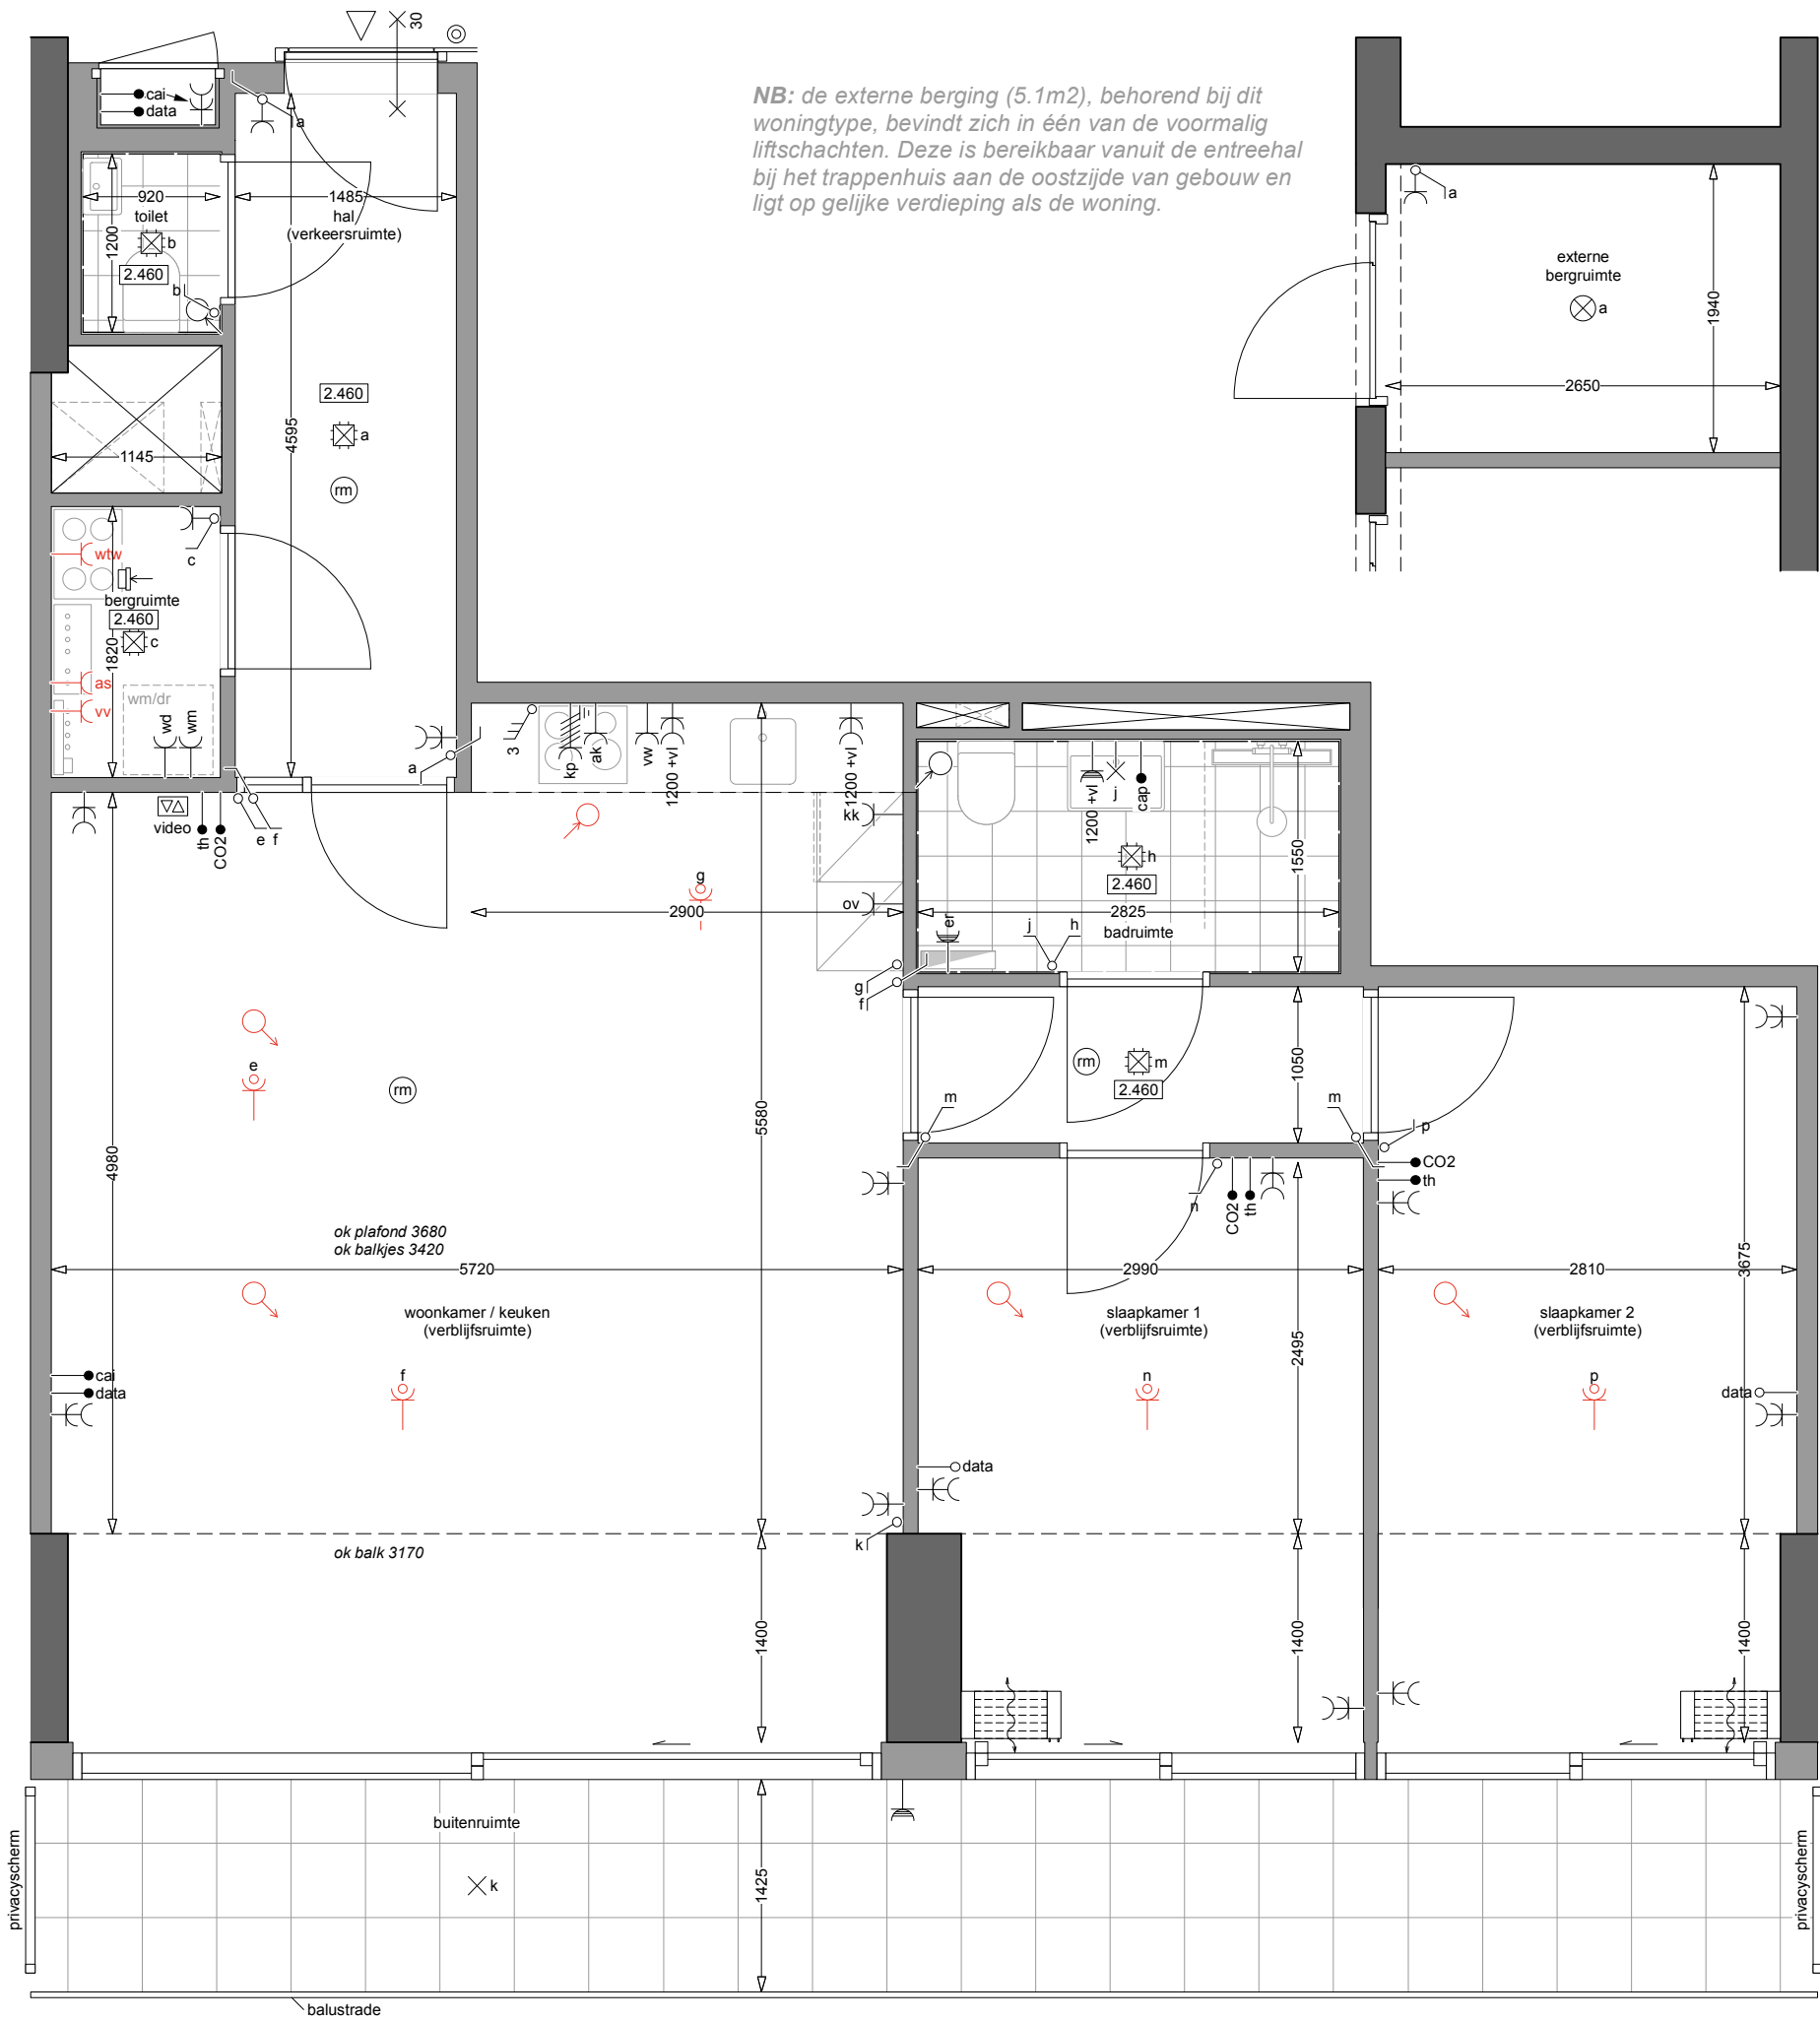 30
cai
data
a
NB: de externe berging (5.1m2), behorend bij dit
woningtype, bevindt zich in één van de voormalig
liftschachten. Deze is bereikbaar vanuit de entreehal
bij het trappenhuis aan de oostzijde van gebouw en
ligt op gelijke verdieping als de woning.
a
920
toilet
1200
b
2.460
b
1485
hal
(verkeersruimte)
externe
bergruimte
a
1940
2650
2.460
a
4595
rm
1145
c
wtw
bergruimte
2.460
c
1820
as
vv
wm/dr
wd
wm
a
3
kp
ak
vw
1200 +vl
1200 +vl
kk
ov
video
th
CO2
e f
g
2900
g
f
1200 +vl
j
cap
h
2.460
1550
2825
badruimte
er
j
h
e
rm
4980
5580
m
rm
m
2.460
1050
m
p
CO2
th
n
CO2
th
ok plafond 3680
ok balkjes 3420
5720
2990
2810
3675
woonkamer / keuken
(verblijfsruimte)
slaapkamer 1
(verblijfsruimte)
2495
slaapkamer 2
(verblijfsruimte)
cai
data
f
n
p
data
data
k
ok balk 3170
1400
1400
1400
buitenruimte
k
1425
privacyscherm
privacyscherm
balustrade